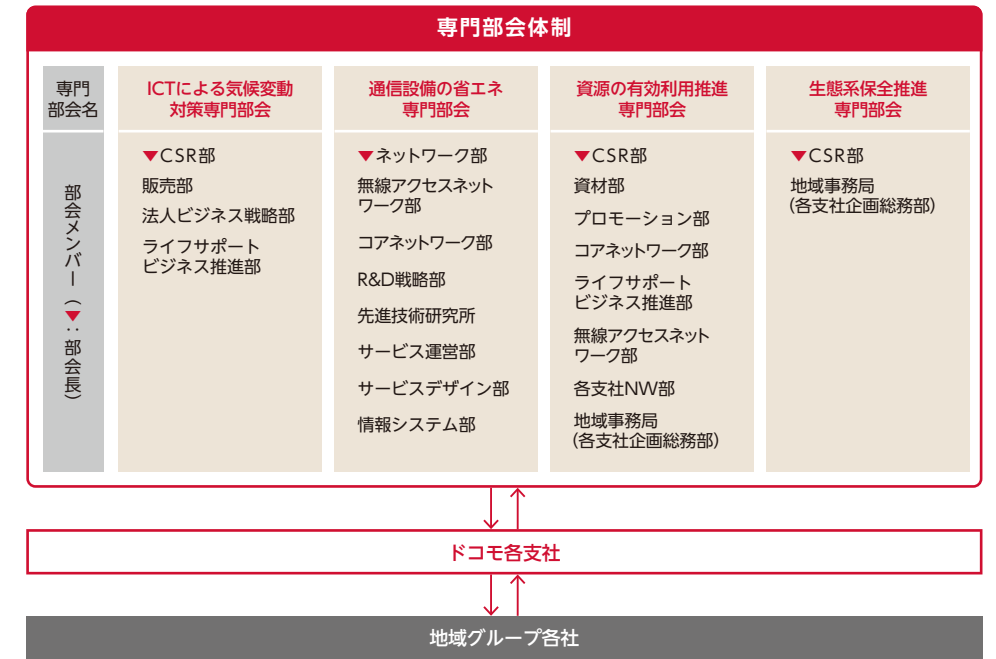 専門部会体制
専門
部会名
ICTによる気候変動
対策専門部会
通信設備の省エネ
専門部会
資源の有効利用推進
専門部会
生態系保全推進
専門部会
部会メンバー（▼：部会長）
▼CSR部
販売部
法人ビジネス戦略部
ライフサポート
ビジネス推進部
▼ネットワーク部
無線アクセスネット
ワーク部
コアネットワーク部
R&D戦略部
先進技術研究所
サービス運営部
サービスデザイン部
情報システム部
▼CSR部
資材部
プロモーション部
コアネットワーク部
ライフサポート
ビジネス推進部
無線アクセスネット
ワーク部
各支社NW部
地域事務局
(各支社企画総務部)
▼CSR部
地域事務局
(各支社企画総務部)
ドコモ各支社
地域グループ各社